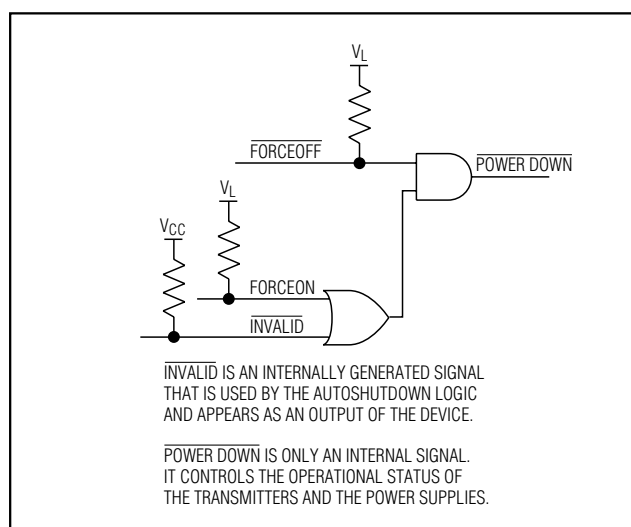 VL
FORCEOFF
POWER DOWN
VL
VCC
FORCEON
INVALID
INVALID IS AN INTERNALLY GENERATED SIGNAL
THAT IS USED BY THE AUTOSHUTDOWN LOGIC
AND APPEARS AS AN OUTPUT OF THE DEVICE.
POWER DOWN IS ONLY AN INTERNAL SIGNAL.
IT CONTROLS THE OPERATIONAL STATUS OF
THE TRANSMITTERS AND THE POWER SUPPLIES.